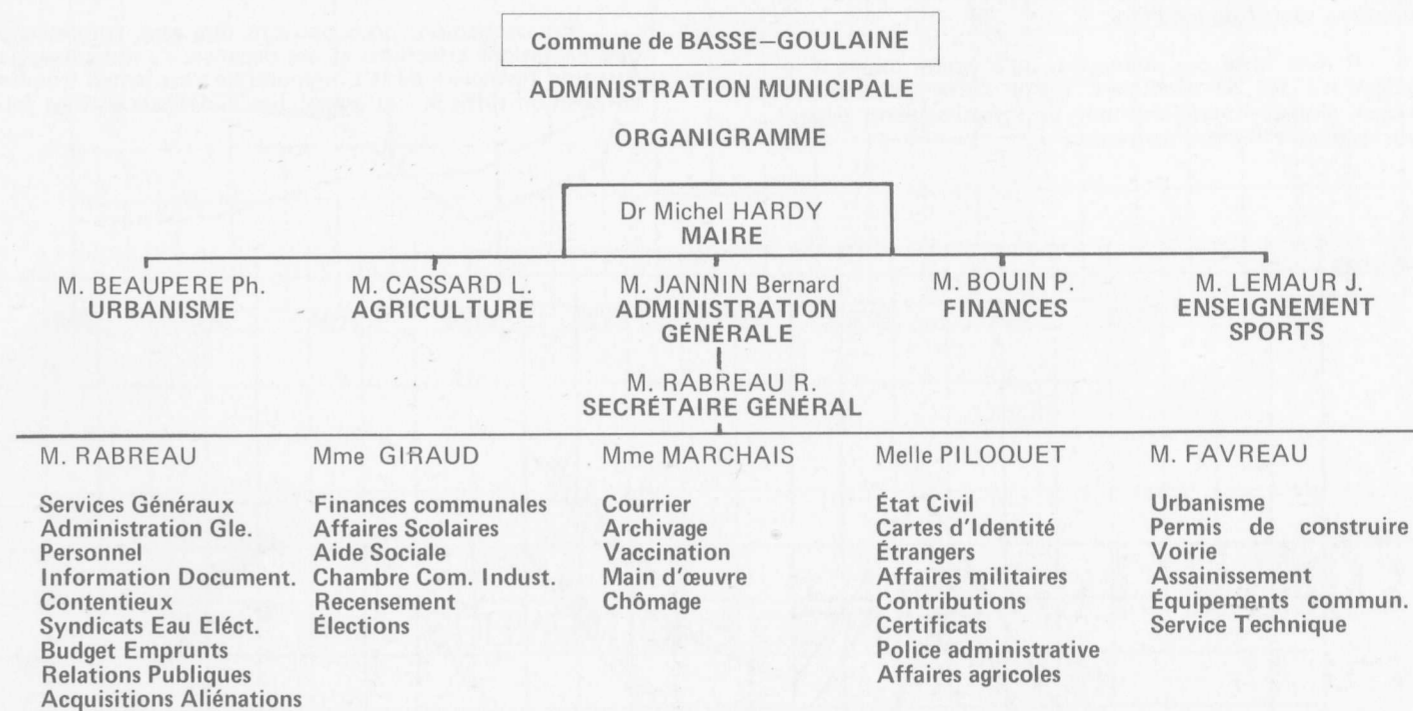 Commune de BASSE–GOULAINE
ADMINISTRATION MUNICIPALE
ORGANIGRAMME
Dr Michel HARDY
MAIRE
M. BEAUPERE Ph.
URBANISME
M. CASSARD L.
AGRICULTURE
M. JANNIN Bernard
ADMINISTRATION
GÉNÉRALE
M. BOUIN P.
FINANCES
M. LEMAUR J.
ENSEIGNEMENT
SPORTS
M. RABREAU R.
SECRÉTAIRE GÉNÉRAL
M. RABREAU
Services Généraux
Administration Gle.
Personnel
Information Document.
Contentieux
Syndicats Eau Eléct.
Budget Emprunts
Relations Publiques
Acquisitions Aliénations
Mme GIRAUD
Finances communales
Affaires Scolaires
Aide Sociale
Chambre Com. Indust.
Recensement
Élections
Mme MARCHAIS
Courrier
Archivage
Vaccination
Main d'œuvre
Chômage
Melle PILOQUET
État Civil
Cartes d'Identité
Étrangers
Affaires militaires
Contributions
Certificats
Police administrative
Affaires agricoles
M. FAVREAU
Urbanisme
Permis de construire
Voirie
Assainissement
Équipements commun.
Service Technique